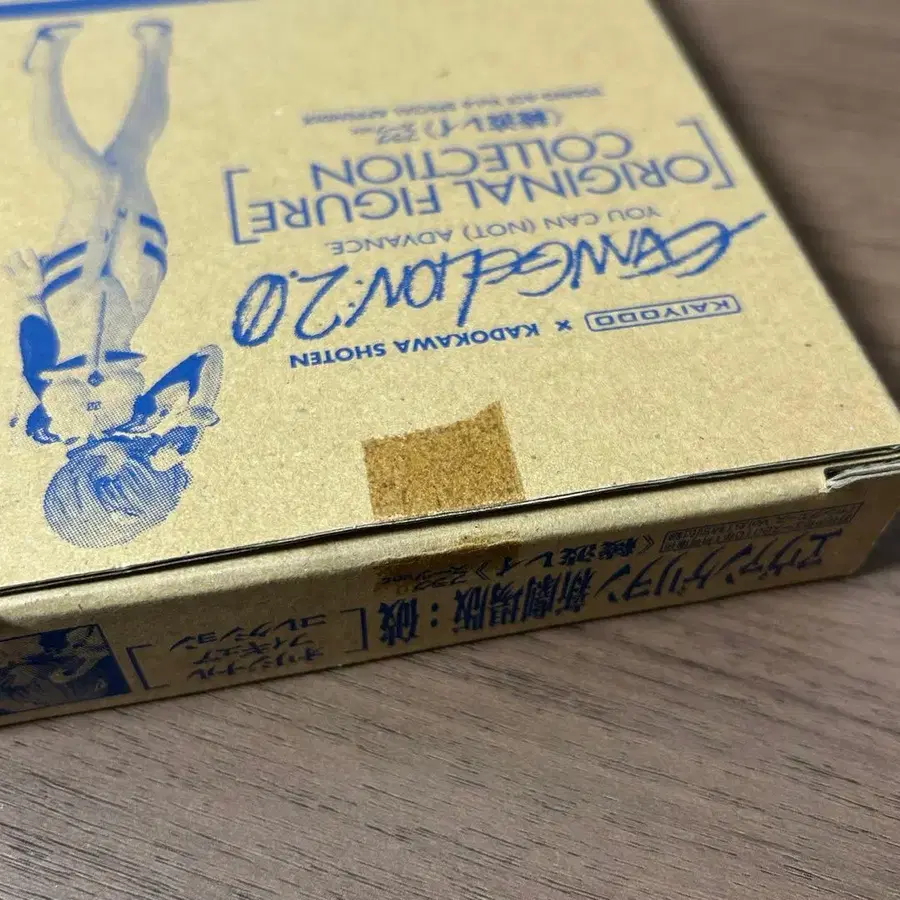 KAIYODO × KADOKAWA SHOTEN
EVANGELION:2.0
YOU CAN (NOT) ADVANCE.
[ORIGINAL FIGURE
COLLECTION]
《綾波レイ》
エヴァンゲリヲン新劇場版:破
《綾波レイ》
[オリジナル
フィギュア
コレクション]